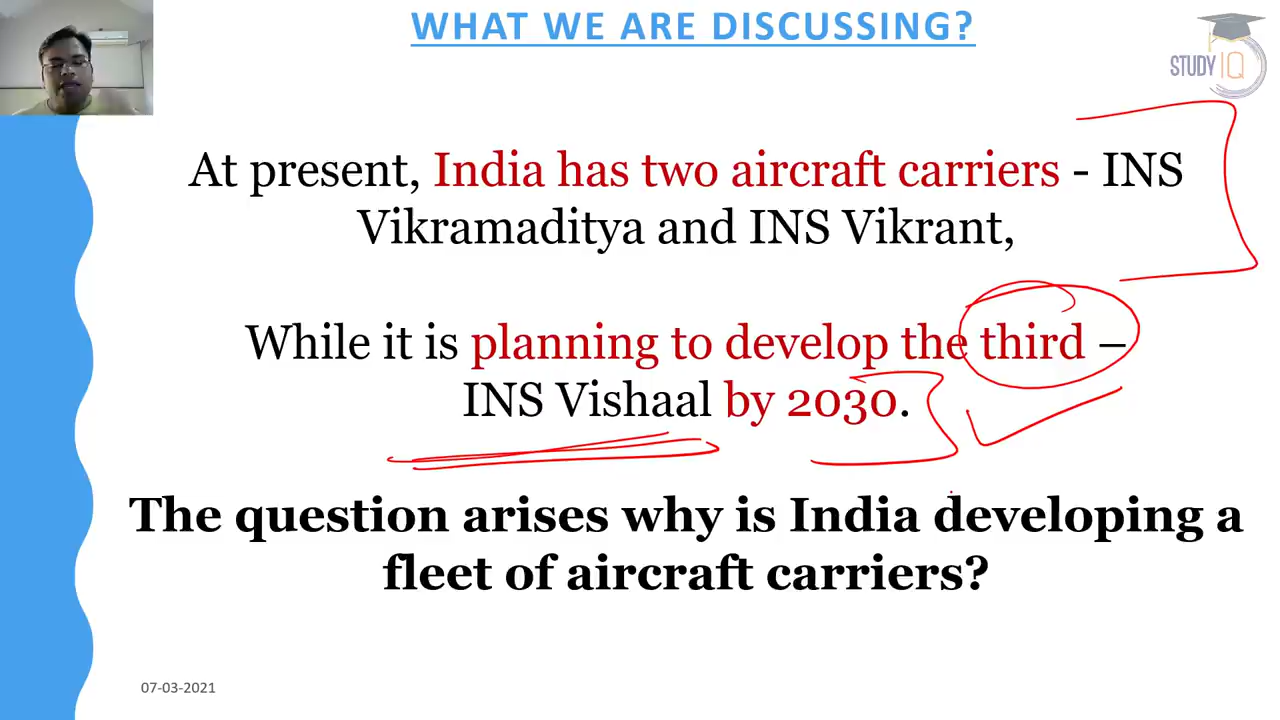 WHAT WE ARE DISCUSSING?
STUDY IQ
At present, India has two aircraft carriers - INS
Vikramaditya and INS Vikrant,
While it is planning to develop the third –
INS Vishaal by 2030.
The question arises why is India developing a
fleet of aircraft carriers?
07-03-2021